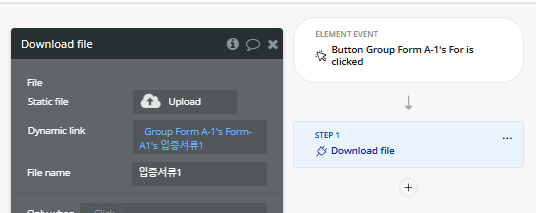 Download file
File
Static file
Upload
Dynamic link
Group Form A-1's Form-
A1's 입증서류1
File name
입증서류1
Only when
Click
ELEMENT EVENT
Button Group Form A-1's For is
clicked
STEP 1
Download file